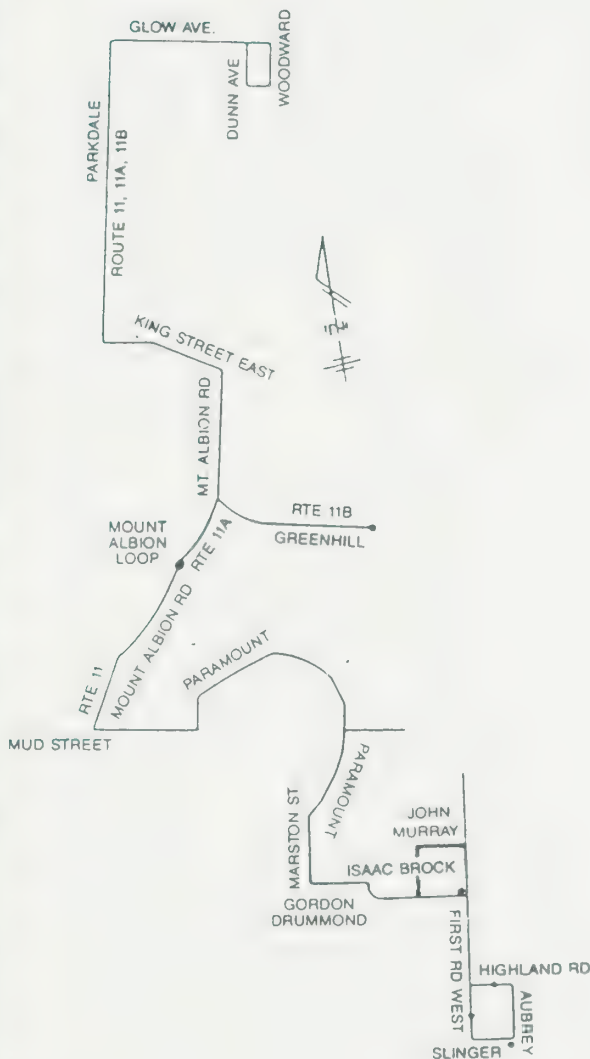 GLOW AVE.
DUNN AVE
WOODWARD
PARKDALE
ROUTE 11, 11A, 11B
KING STREET EAST
MT. ALBION RD
RTE 11B
GREENHILL
MOUNT
ALBION
LOOP
RTE 11A
MOUNT ALBION RD
RTE 11
MUD STREET
PARAMOUNT
PARAMOUNT
MARSTON ST
JOHN
MURRAY
ISAAC BROCK
GORDON
DRUMMOND
FIRST RD WEST
HIGHLAND RD
AUBREY
SLINGER